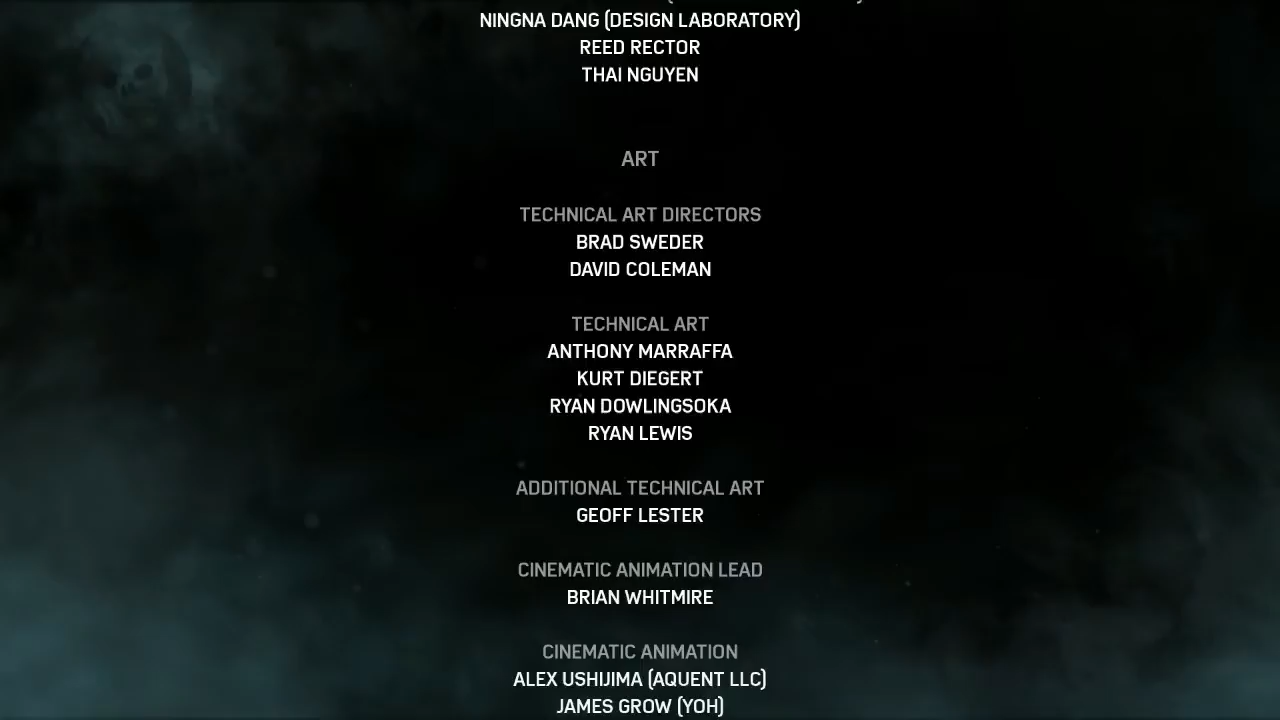 NINGNA DANG (DESIGN LABORATORY)
REED RECTOR
THAI NGUYEN
ART
TECHNICAL ART DIRECTORS
BRAD SWEDER
DAVID COLEMAN
TECHNICAL ART
ANTHONY MARRAFFA
KURT DIEGERT
RYAN DOWLINGSOKA
RYAN LEWIS
ADDITIONAL TECHNICAL ART
GEOFF LESTER
CINEMATIC ANIMATION LEAD
BRIAN WHITMIRE
CINEMATIC ANIMATION
ALEX USHIJIMA (AQUENT LLC)
JAMES GROW (YOH)